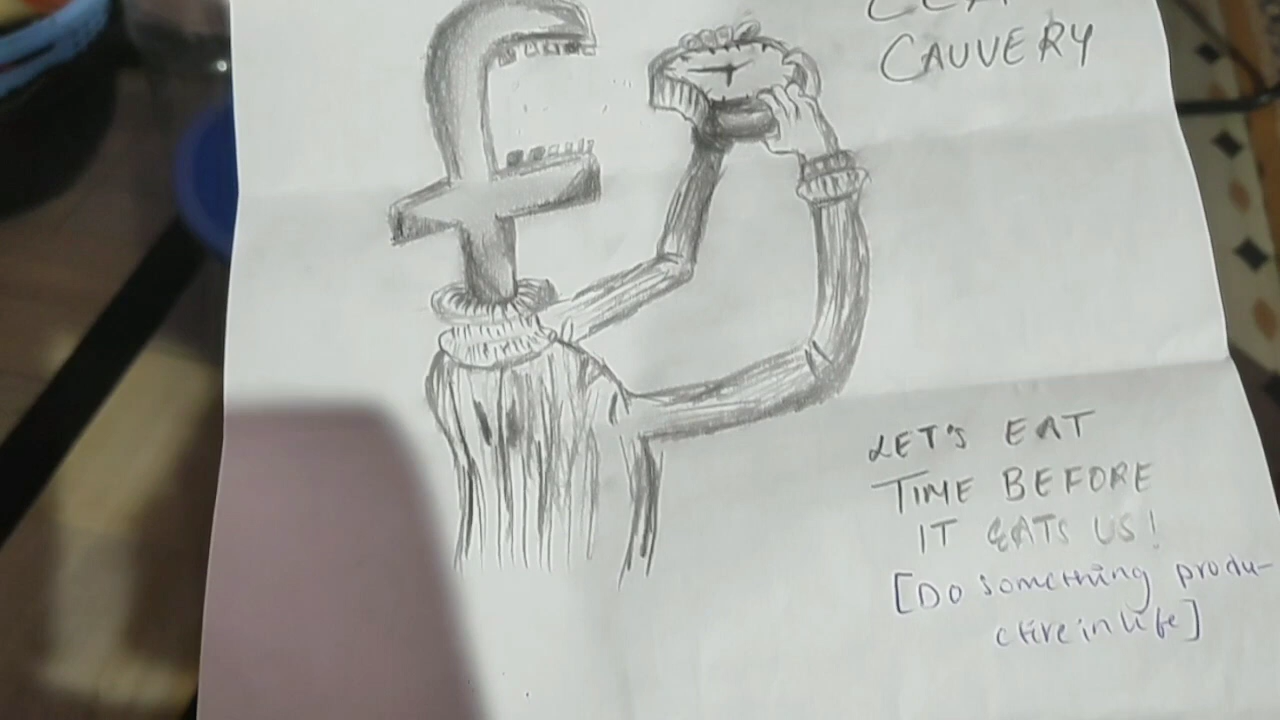 CAUVERY
LET'S EAT
TIME BEFORE
IT EATS US!
[DO something produ-
ctive in life]